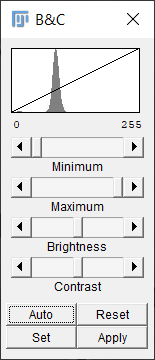 B&C
0 255
Minimum
Maximum
Brightness
Contrast
Auto Reset
Set Apply